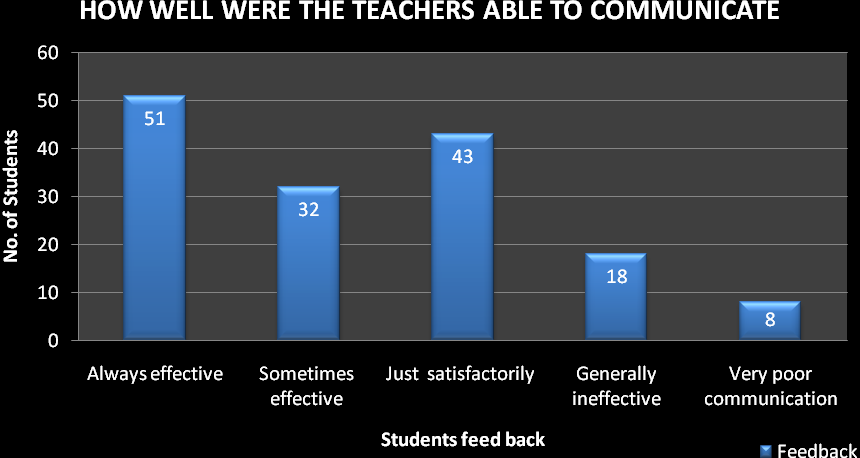 HOW WELL WERE THE TEACHERS ABLE TO COMMUNICATE
60
50
40
30
20
10
0
No. of Students
51
32
43
18
8
Always effective
Sometimes
effective
Just satisfactorily
Generally
ineffective
Very poor
communication
Students feed back
Feedback